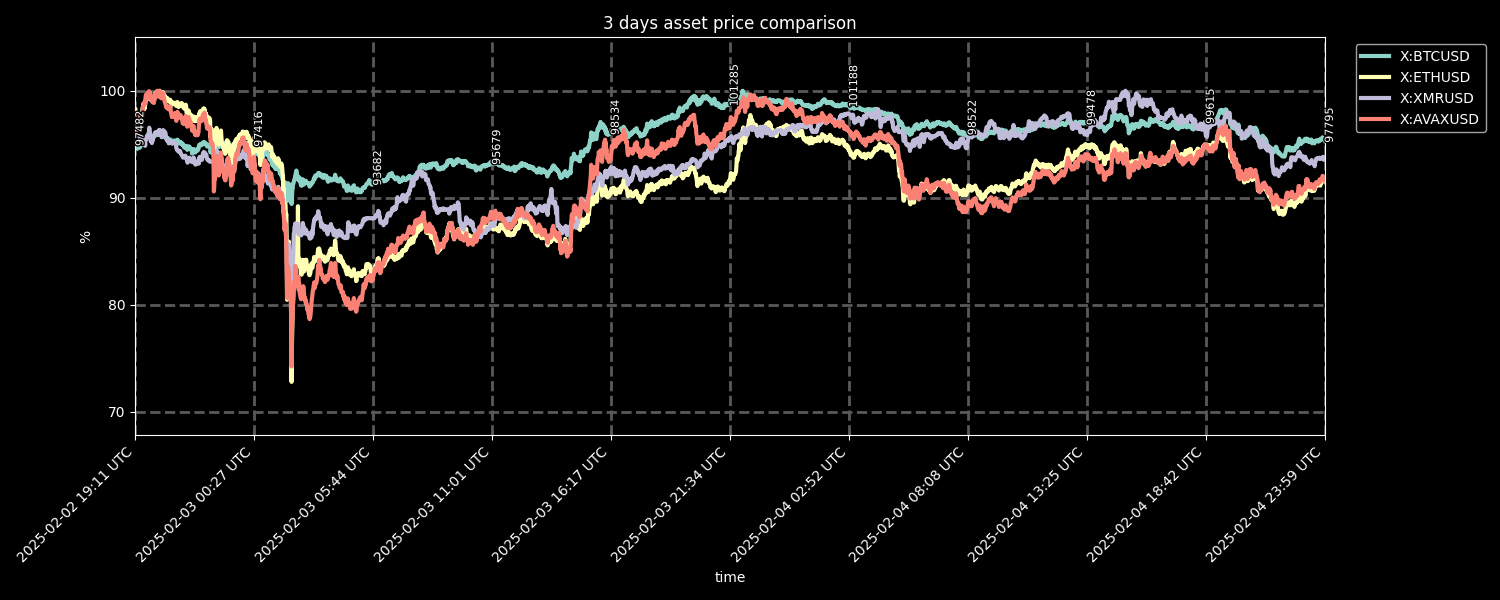 3 days asset price comparison
X:BTCUSD
X:ETHUSD
X:XMRUSD
X:AVAXUSD
100
90
80
70
%
97482
97416
93682
95679
98534
101285
101188
98522
99478
99615
97795
2025-02-02 19:11 UTC
2025-02-03 00:27 UTC
2025-02-03 05:44 UTC
2025-02-03 11:01 UTC
2025-02-03 16:17 UTC
2025-02-03 21:34 UTC
2025-02-04 02:52 UTC
2025-02-04 08:08 UTC
2025-02-04 13:25 UTC
2025-02-04 18:42 UTC
2025-02-04 23:59 UTC
time